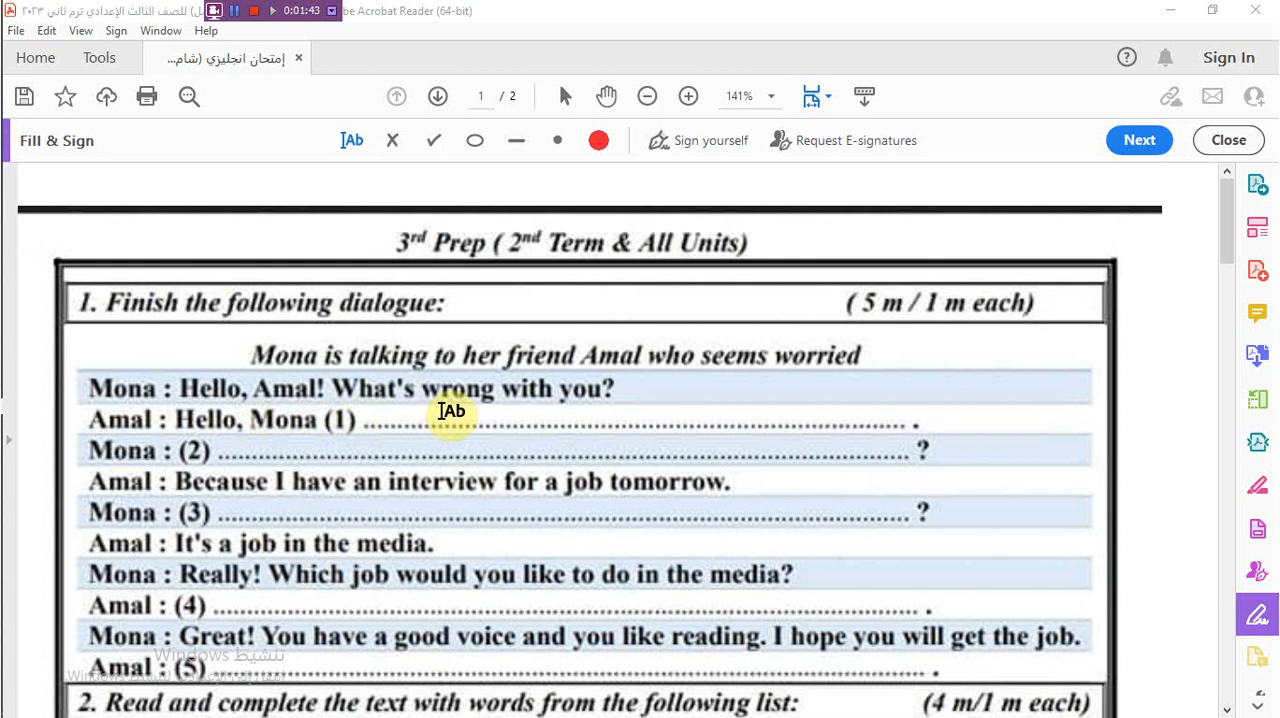 ل) للصف الثالث الإعدادي ترم ثاني ٢٠٢٣
0:01:43
be Acrobat Reader (64-bit)
File Edit View Sign Window Help
Home Tools إمتحان انجليزي (شام... × Sign In
1 / 2 141%
Fill & Sign Ab Sign yourself Request E-signatures Next Close
3rd Prep ( 2nd Term & All Units)
1. Finish the following dialogue: ( 5 m / 1 m each)
Mona is talking to her friend Amal who seems worried
Mona : Hello, Amal! What's wrong with you?
Ab
Amal : Hello, Mona (1) ........................................ .
Mona : (2) ........................................ ?
Amal : Because I have an interview for a job tomorrow.
Mona : (3) ........................................ ?
Amal : It's a job in the media.
Mona : Really! Which job would you like to do in the media?
Amal : (4) ........................................ .
Mona : Great! You have a good voice and you like reading. I hope you will get the job.
تنشيط Windows
Amal : (5) ........................................ .
2. Read and complete the text with words from the following list: (4 m/1 m each)